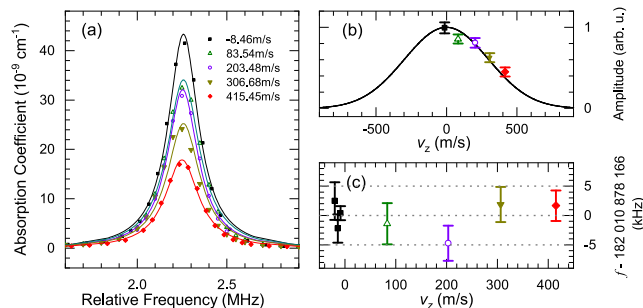 (a)
-8,46m/s
83,54m/s
203,48m/s
306,68m/s
415,45m/s
Absorption Coefficient (10⁻⁹ cm⁻¹)
40
30
20
10
0
2.0
2.5
Relative Frequency (MHz)
(b)
1
0
Amplitude (arb. u.)
-500
0
500
v_z (m/s)
(c)
5
0
-5
f - 182 010 878 166
(kHz)
0
100
200
300
400
v_z m/s